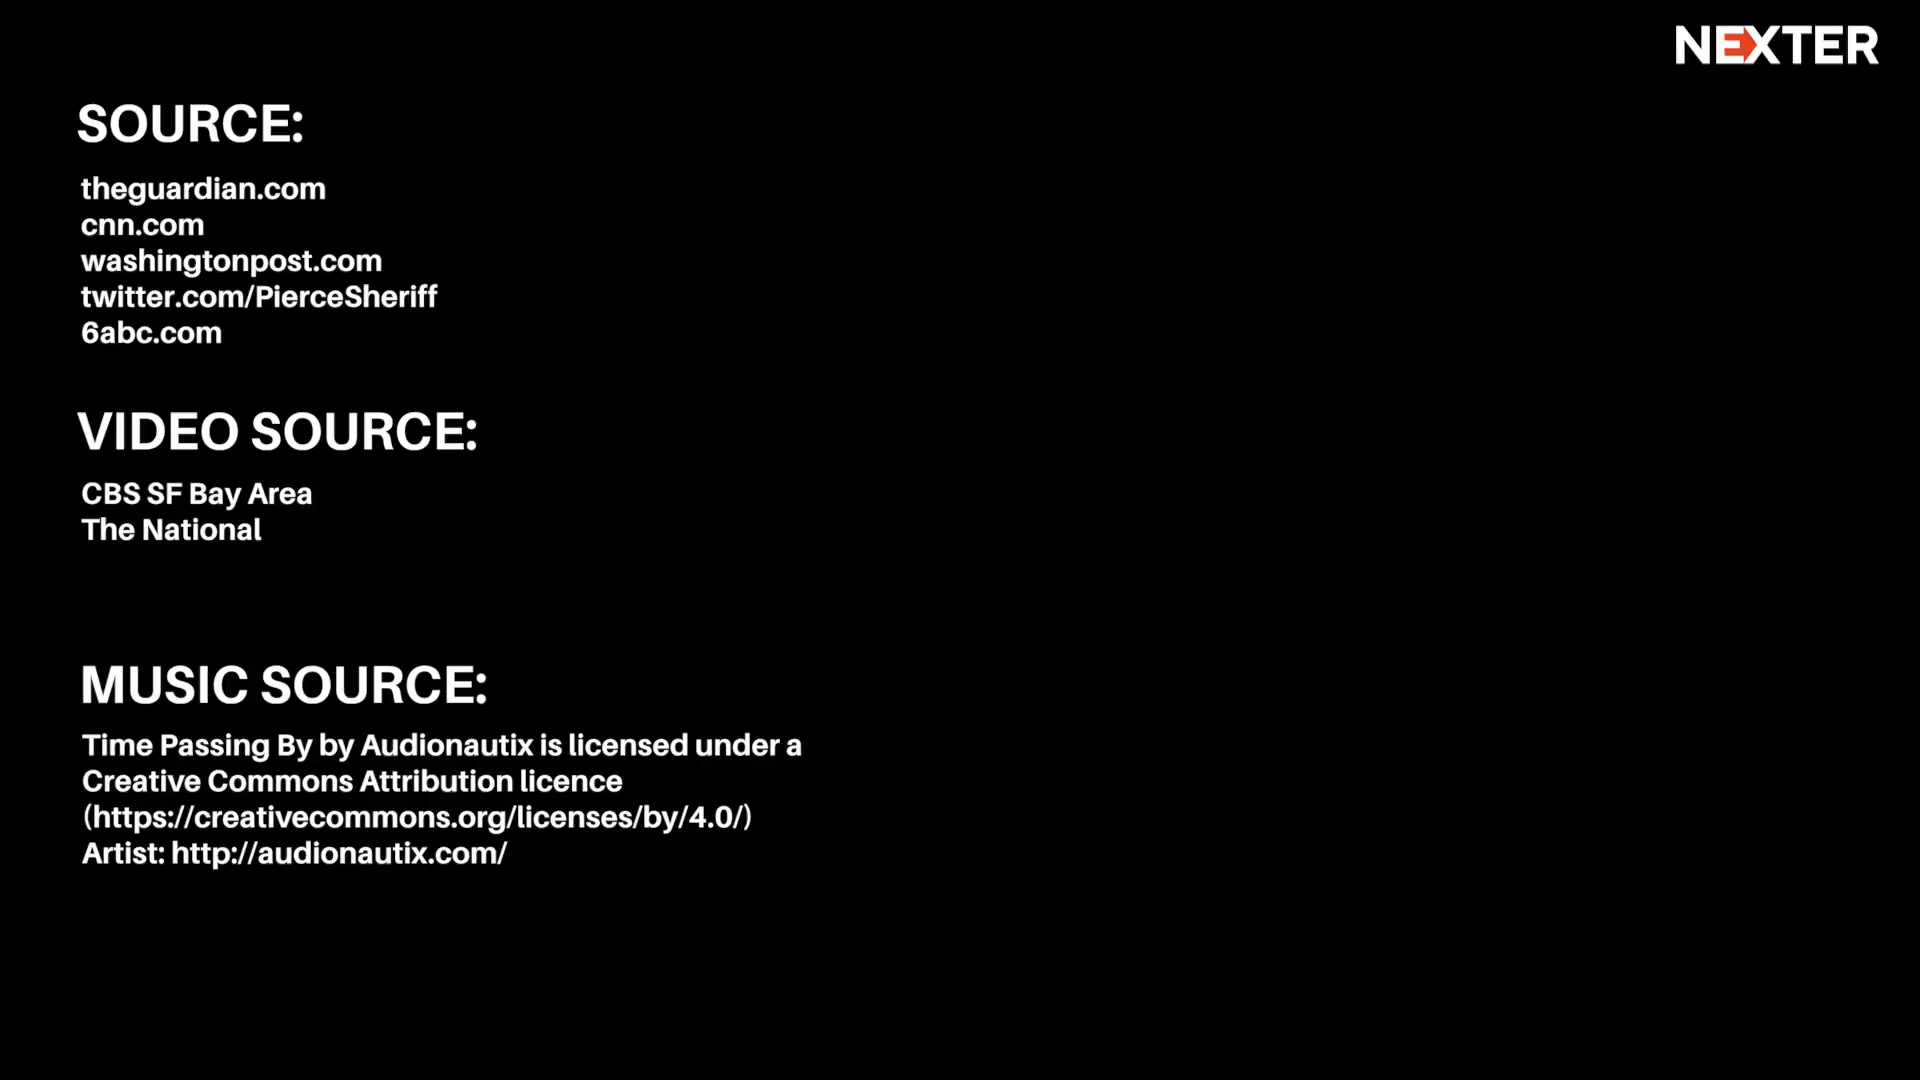 NEXTER
SOURCE:
theguardian.com
cnn.com
washingtonpost.com
twitter.com/PierceSheriff
6abc.com
VIDEO SOURCE:
CBS SF Bay Area
The National
MUSIC SOURCE:
Time Passing By by Audionautix is licensed under a
Creative Commons Attribution licence
(https://creativecommons.org/licenses/by/4.0/)
Artist: http://audionautix.com/